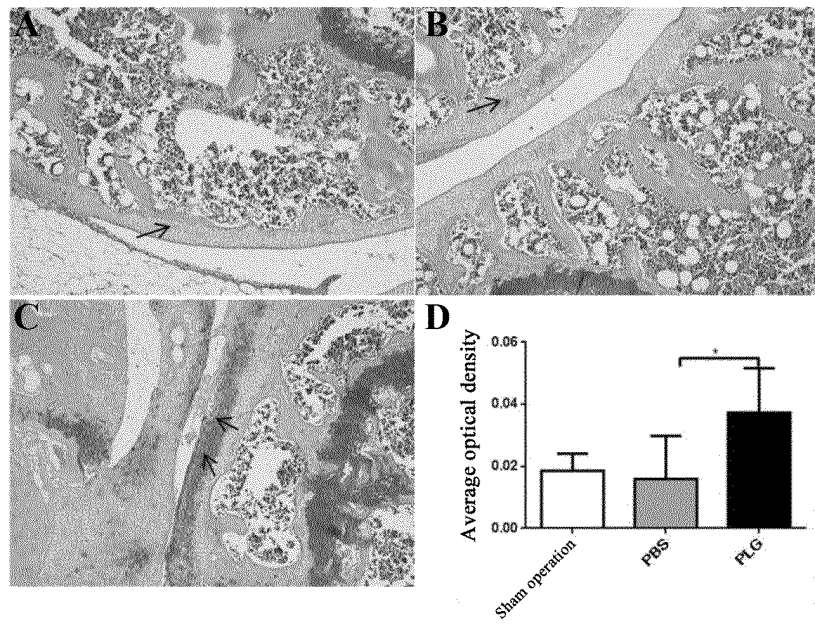 A
B
C
D
Average optical density
0.06
0.04
0.02
0.00
*
Sham operation
PBS
PLG